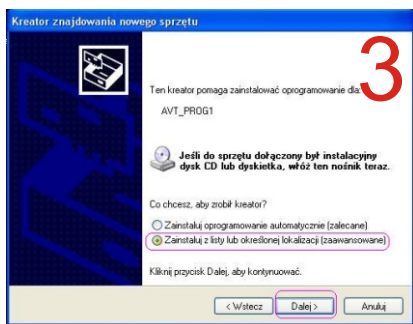 Kreator znajdowania nowego sprzętu
3
Ten kreator pomaga zainstalować oprogramowanie dla:
AVT_PROG1
Jeśli do sprzętu dołączony był instalacyjny
dysk CD lub dyskietka, włóż ten nośnik teraz.
Co chcesz, aby zrobił kreator?
Zainstaluj oprogramowanie automatycznie (zalecane)
Zainstaluj z listy lub określonej lokalizacji (zaawansowane)
Kliknij przycisk Dalej, aby kontynuować.
< Wstecz
Dalej >
Anuluj